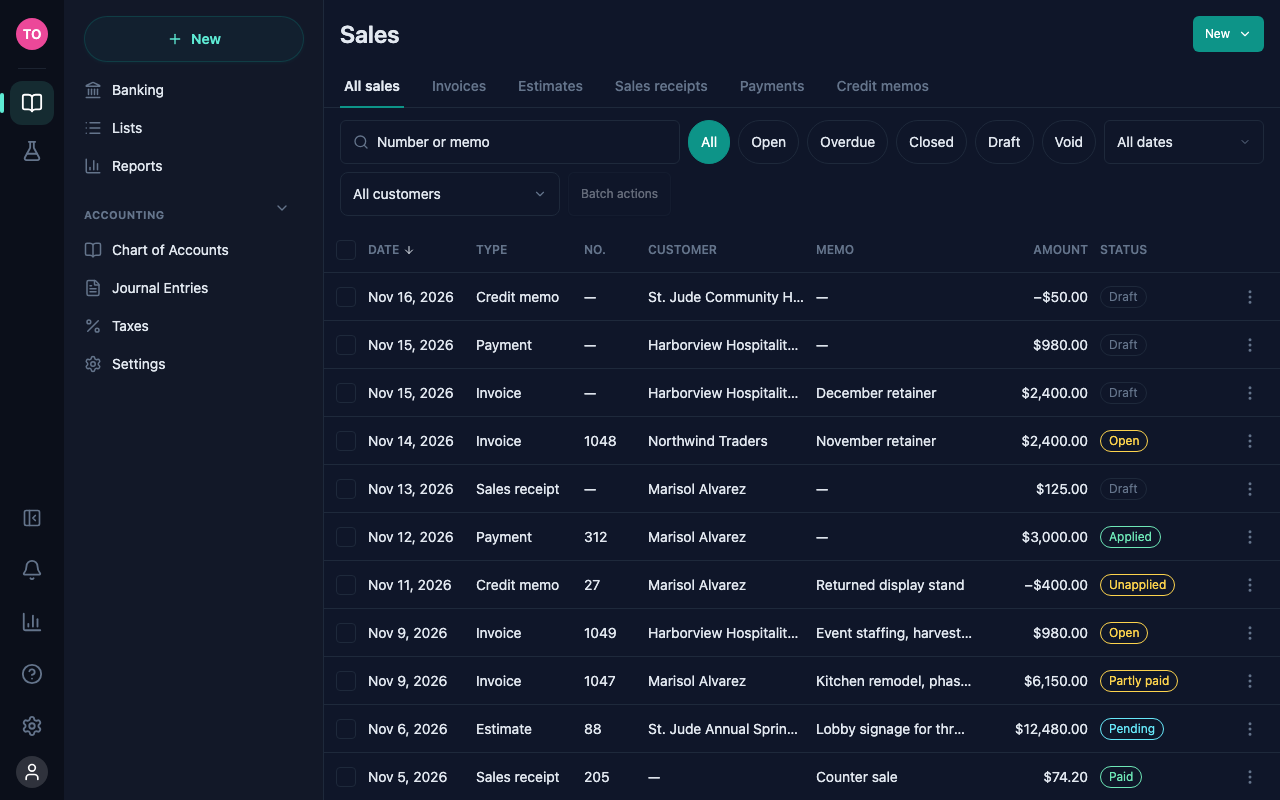 TO
New
Banking
Lists
Reports
ACCOUNTING
Chart of Accounts
Journal Entries
Taxes
Settings
Sales
New
All sales Invoices Estimates Sales receipts Payments Credit memos
Number or memo All Open Overdue Closed Draft Void All dates
All customers Batch actions
DATE TYPE NO. CUSTOMER MEMO AMOUNT STATUS
Nov 16, 2026 Credit memo — St. Jude Community H... — −$50.00 Draft
Nov 15, 2026 Payment — Harborview Hospitalit... — $980.00 Draft
Nov 15, 2026 Invoice — Harborview Hospitalit... December retainer $2,400.00 Draft
Nov 14, 2026 Invoice 1048 Northwind Traders November retainer $2,400.00 Open
Nov 13, 2026 Sales receipt — Marisol Alvarez — $125.00 Draft
Nov 12, 2026 Payment 312 Marisol Alvarez — $3,000.00 Applied
Nov 11, 2026 Credit memo 27 Marisol Alvarez Returned display stand −$400.00 Unapplied
Nov 9, 2026 Invoice 1049 Harborview Hospitalit... Event staffing, harvest... $980.00 Open
Nov 9, 2026 Invoice 1047 Marisol Alvarez Kitchen remodel, phas... $6,150.00 Partly paid
Nov 6, 2026 Estimate 88 St. Jude Annual Sprin... Lobby signage for thr... $12,480.00 Pending
Nov 5, 2026 Sales receipt 205 — Counter sale $74.20 Paid